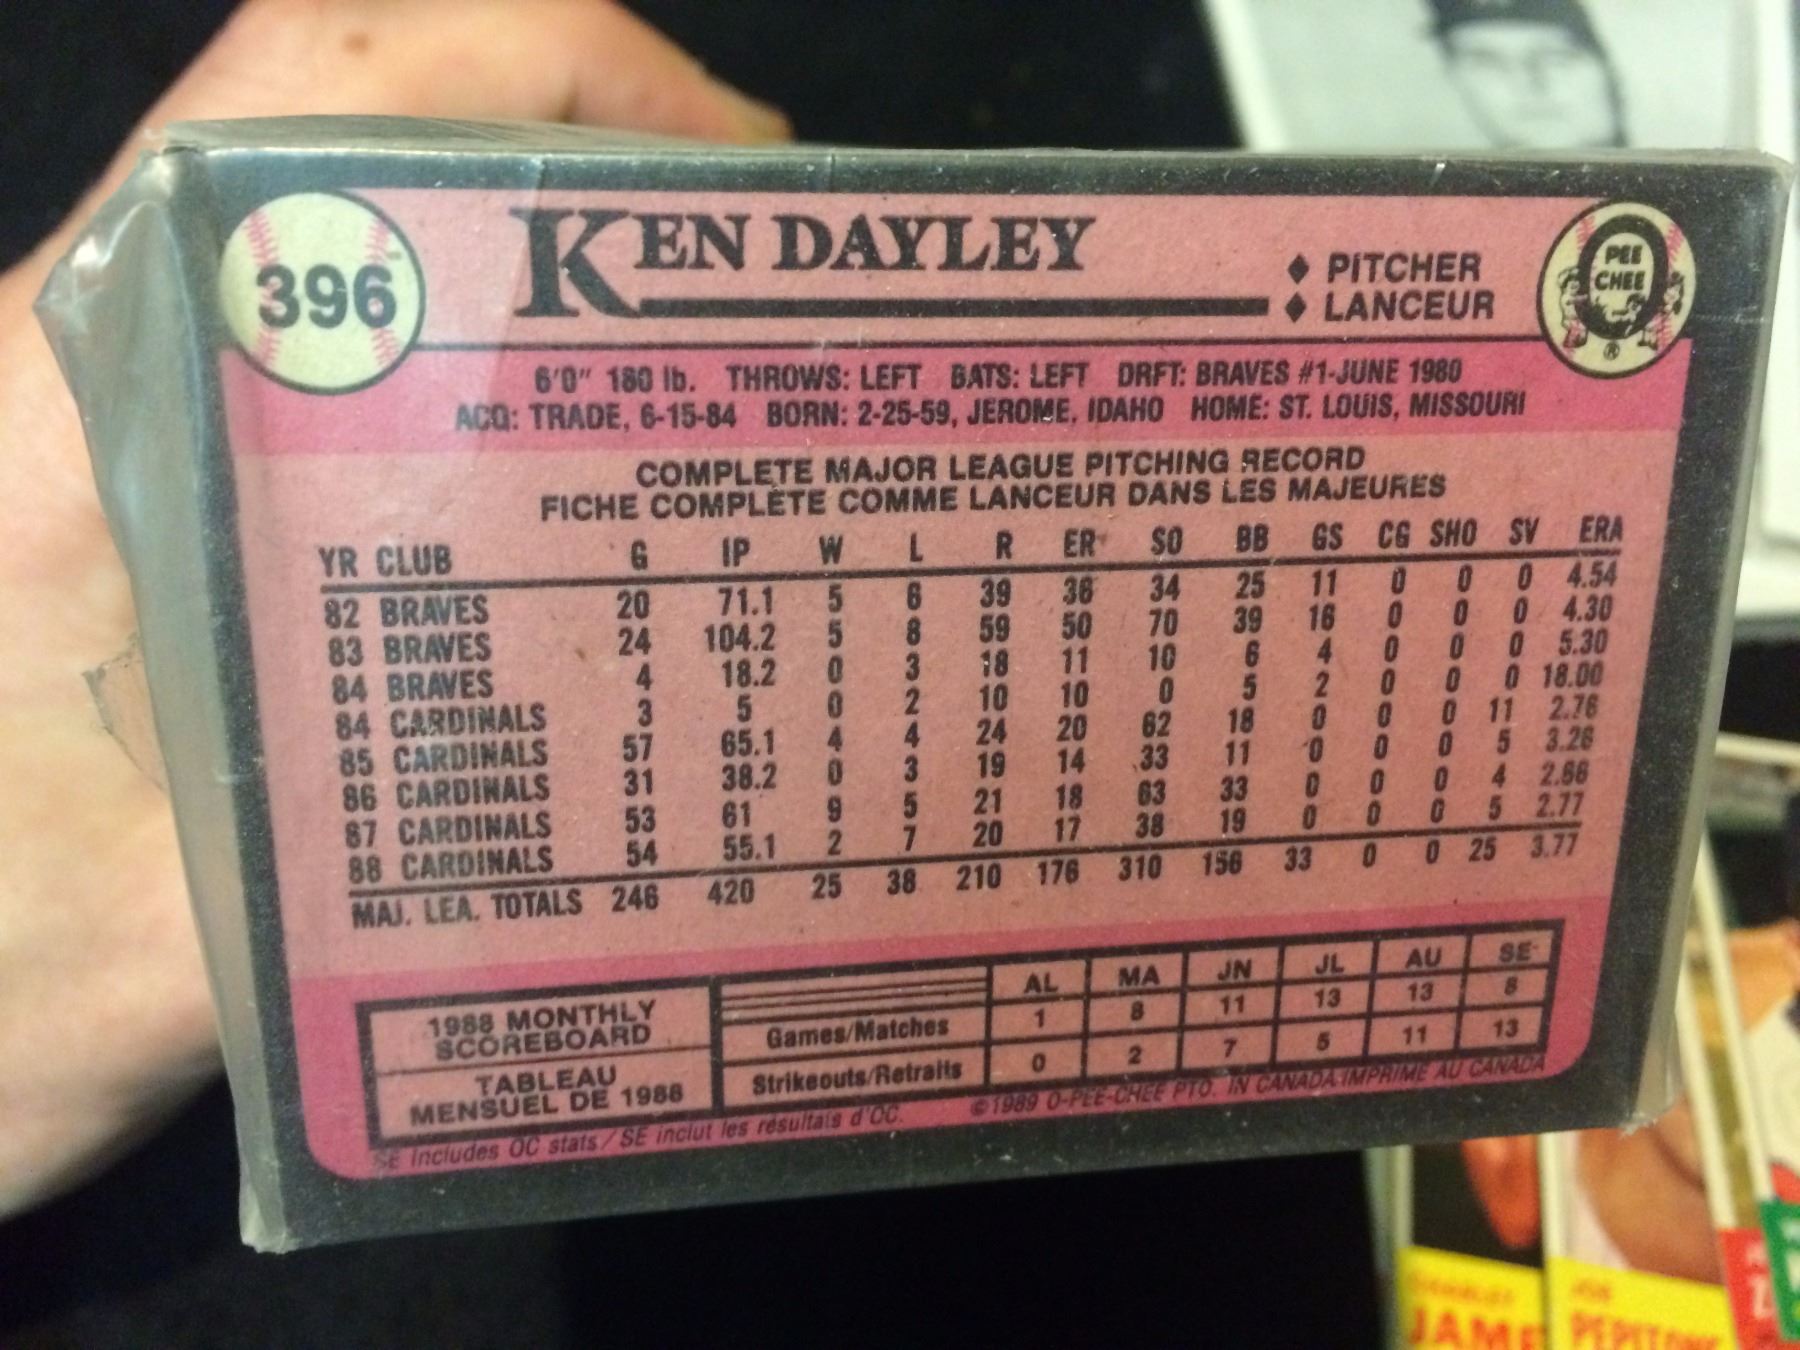 396
KEN DAYLEY
♦ PITCHER
♦ LANCEUR
O PEE CHEE ®
6'0" 180 lb. THROWS: LEFT BATS: LEFT DRFT: BRAVES #1-JUNE 1980
ACQ: TRADE, 6-15-84 BORN: 2-25-59, JEROME, IDAHO HOME: ST. LOUIS, MISSOURI
COMPLETE MAJOR LEAGUE PITCHING RECORD
FICHE COMPLÈTE COMME LANCEUR DANS LES MAJEURES
YR CLUB G IP W L R ER SO BB GS CG SHO SV ERA
82 BRAVES 20 71.1 5 6 39 36 34 25 11 0 0 0 4.54
83 BRAVES 24 104.2 5 8 59 50 70 39 16 0 0 0 4.30
84 BRAVES 4 18.2 0 3 18 11 10 6 4 0 0 0 5.30
84 CARDINALS 3 5 0 2 10 10 0 5 2 0 0 0 18.00
85 CARDINALS 57 65.1 4 4 24 20 62 18 0 0 0 11 2.76
86 CARDINALS 31 38.2 0 3 19 14 33 11 0 0 0 5 3.26
87 CARDINALS 53 61 9 5 21 18 63 33 0 0 0 4 2.66
88 CARDINALS 54 55.1 2 7 20 17 38 19 0 0 0 5 2.77
MAJ. LEA. TOTALS 246 420 25 38 210 176 310 156 33 0 0 25 3.77
1988 MONTHLY
SCOREBOARD
TABLEAU
MENSUEL DE 1988
AL MA JN JL AU SE
Games/Matches 1 8 11 13 13 8
Strikeouts/Retraits 0 2 7 5 11 13
SE Includes OC stats / SE inclut les résultats d'OC.
©1989 O-PEE-CHEE PTD. IN CANADA-IMPRIMÉ AU CANADA
JAME
JOE
PEPITONE